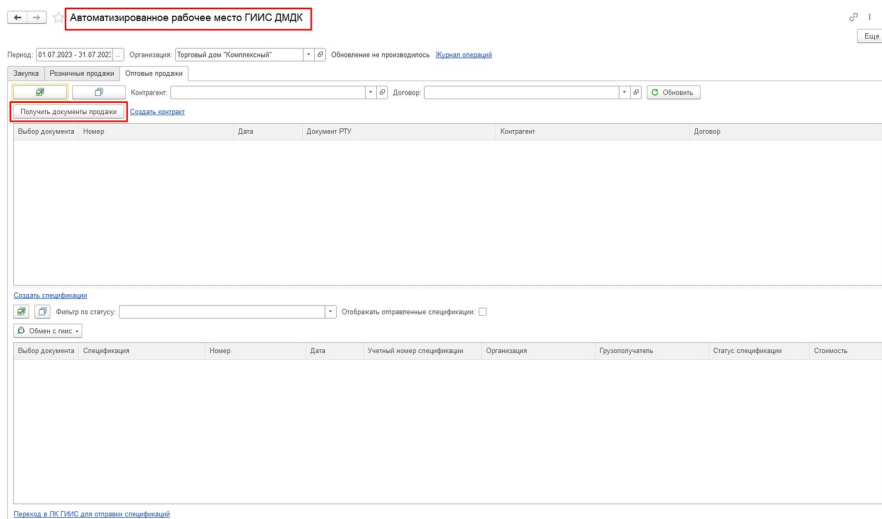 Автоматизированное рабочее место ГИИС ДМДК
Еще
Период: 01.07.2023 - 31.07.2023 ... Организация: Торговый дом "Комплексный" Обновление не производилось Журнал операций
Закупка Розничные продажи Оптовые продажи
Контрагент: Договор: Обновить
Получить документы продажи Создать контракт
Выбор документа Номер Дата Документ РТУ Контрагент Договор
Создать спецификации
Фильтр по статусу: Отображать отправленные спецификации:
Обмен с гиис
Выбор документа Спецификация Номер Дата Учетный номер спецификации Организация Грузополучатель Статус спецификации Стоимость
Переход в ЛК ГИИС для отправки спецификаций